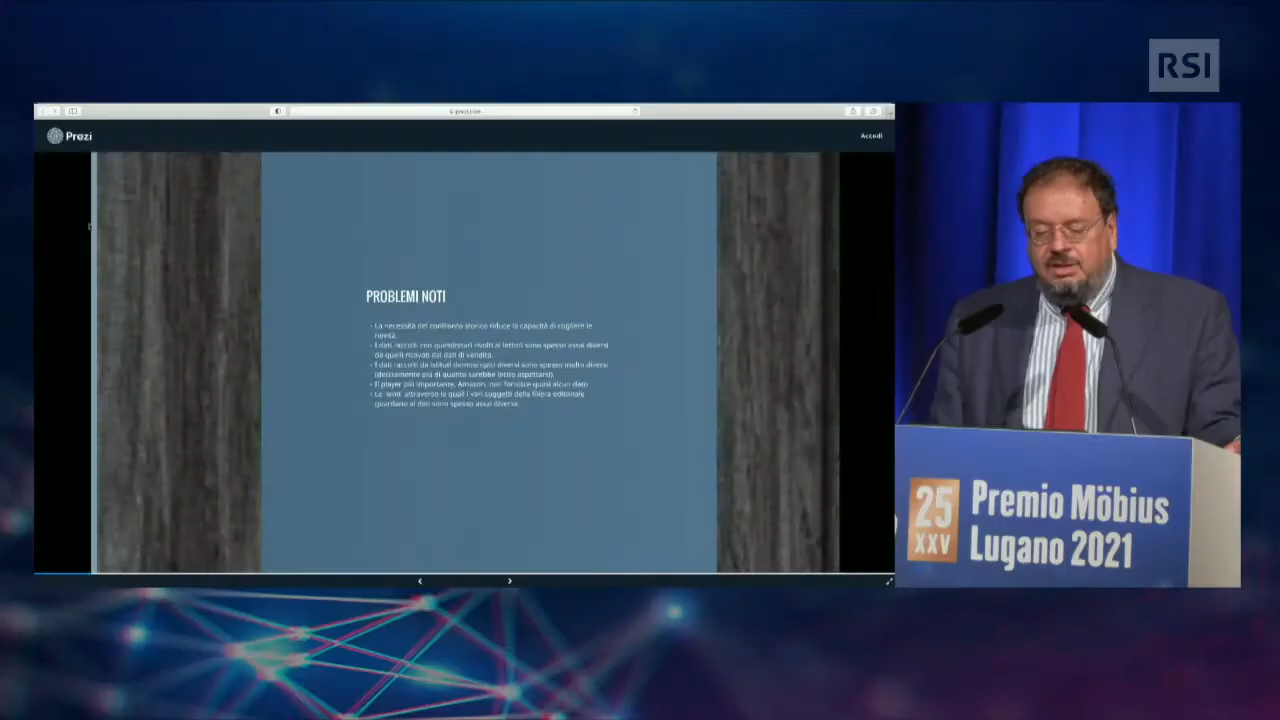 RSI
prezi.com
Prezi
Accedi
PROBLEMI NOTI
• La necessità del confronto storico riduce la capacità di cogliere le
novità.
• I dati raccolti con questionari rivolti ai lettori sono spesso assai diversi
da quelli ricavati dai dati di vendita.
• I dati raccolti da istituti demoscopici diversi sono spesso molto diversi
(decisamente più di quanto sarebbe lecito aspettarsi).
• Il player più importante, Amazon, non fornisce quasi alcun dato
• Le 'lenti' attraverso le quali i vari soggetti della filiera editoriale
guardano ai dati sono spesso assai diverse.
25
XXV
Premio Möbius
Lugano 2021